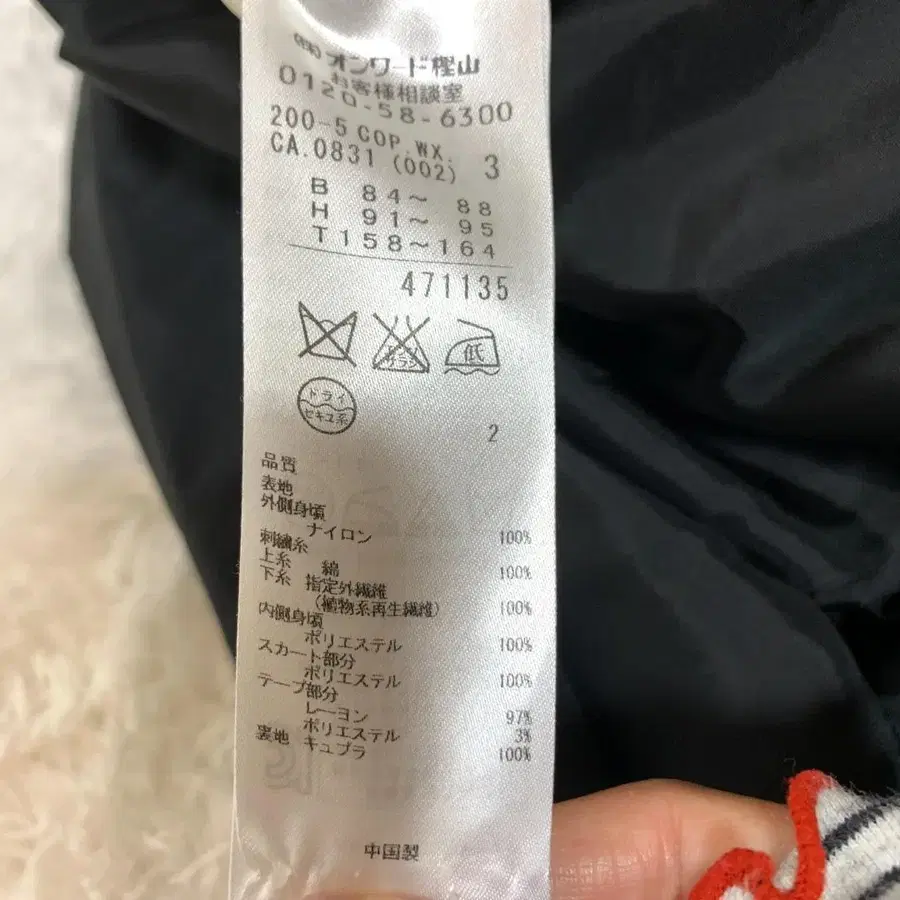 ㈱オンワード樫山
お客様相談室
0120-58-6300
200-5 COP.WX. 3
CA.0831 (002)
B 84～ 88
H 91～ 95
T158～164
471135
低
ドライ
セキユ系
2
品質
表地
外側身頃
ナイロン 100%
刺繍糸
上糸 綿 100%
下糸 指定外繊維
(植物系再生繊維) 100%
内側身頃
ポリエステル 100%
スカート部分
ポリエステル 100%
テープ部分
レーヨン 97%
ポリエステル 3%
裏地 キュプラ 100%
中国製